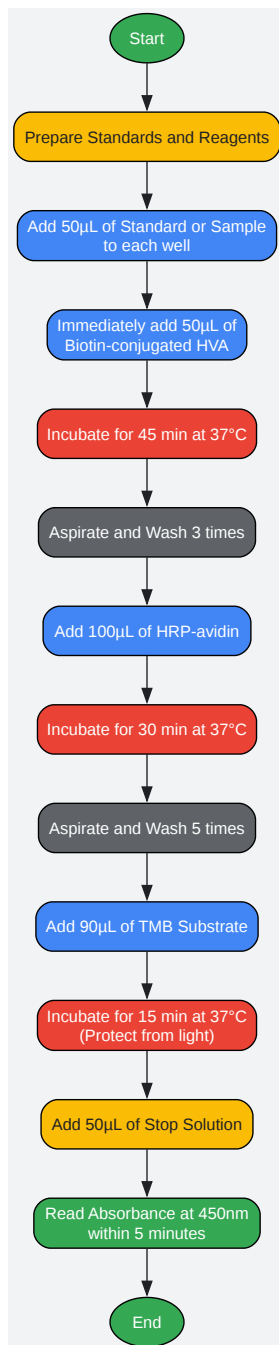 Start
Prepare Standards and Reagents
Add 50µL of Standard or Sample
to each well
Immediately add 50µL of
Biotin-conjugated HVA
Incubate for 45 min at 37°C
Aspirate and Wash 3 times
Add 100µL of HRP-avidin
Incubate for 30 min at 37°C
Aspirate and Wash 5 times
Add 90µL of TMB Substrate
Incubate for 15 min at 37°C
(Protect from light)
Add 50µL of Stop Solution
Read Absorbance at 450nm
within 5 minutes
End